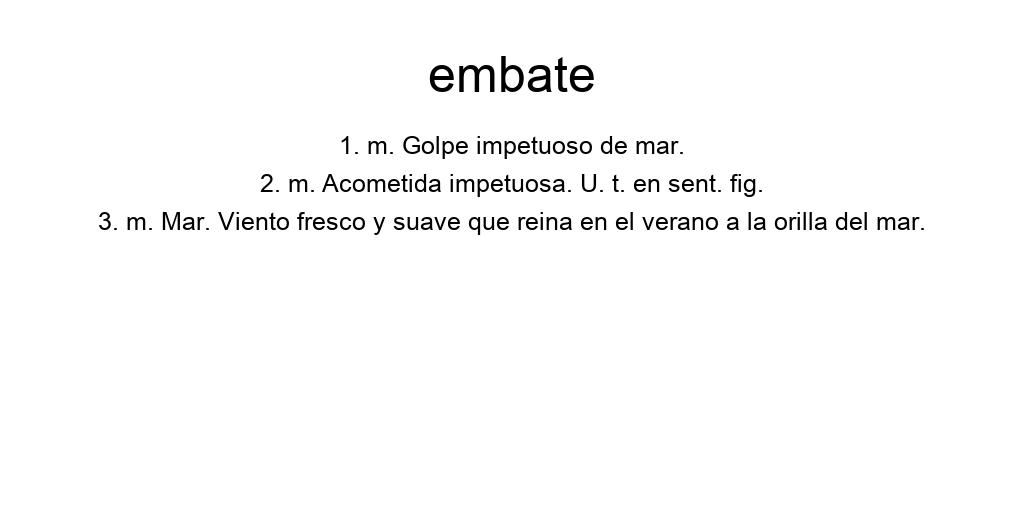 embate
1. m. Golpe impetuoso de mar.
2. m. Acometida impetuosa. U. t. en sent. fig.
3. m. Mar. Viento fresco y suave que reina en el verano a la orilla del mar.